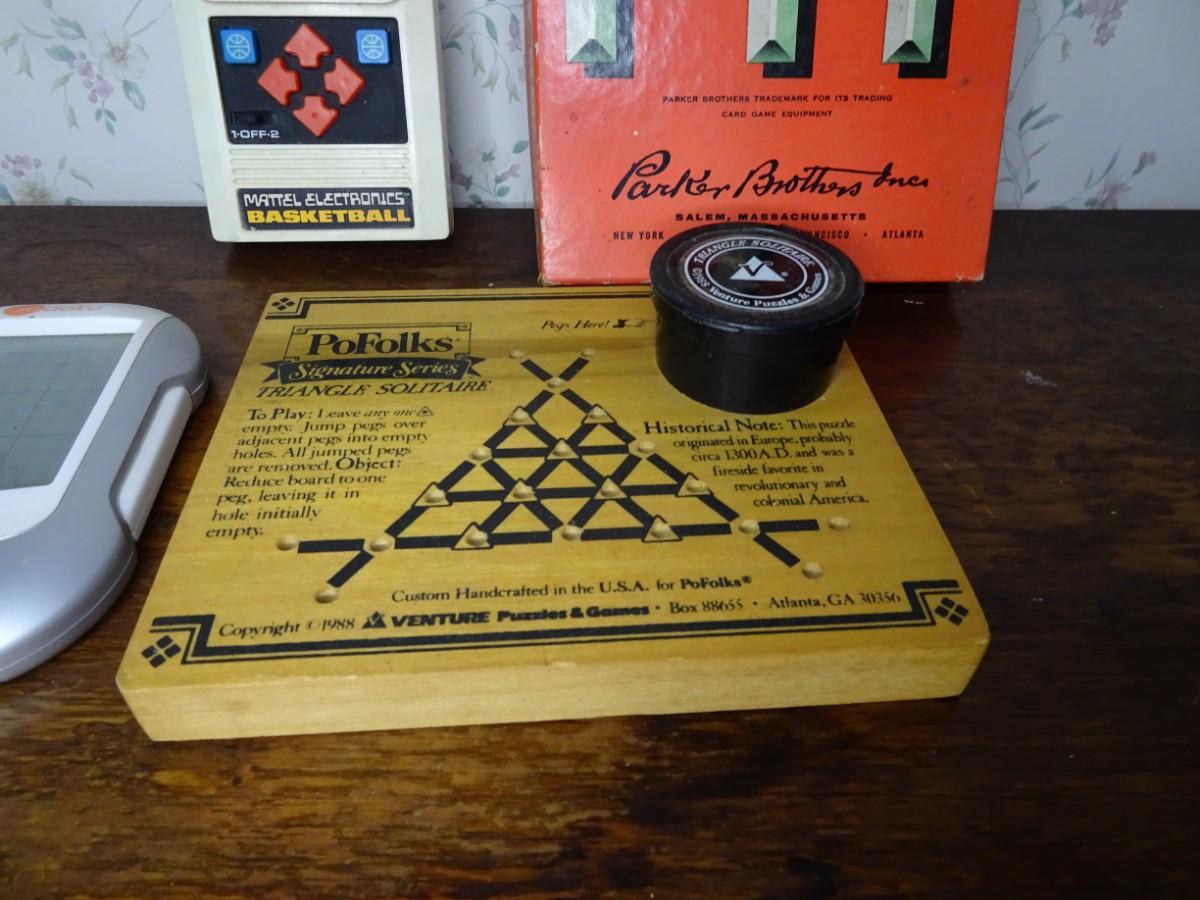 1-OFF-2
MATTEL ELECTRONICS™
BASKETBALL
PARKER BROTHERS TRADEMARK FOR ITS TRADING
CARD GAME EQUIPMENT
Parker Brothers Inc.
SALEM, MASSACHUSETTS
NEW YORK • ATLANTA
TRIANGLE SOLITAIRE
©1988 Venture Puzzles & Games
Pegs Here!
PoFolks®
Signature Series
TRIANGLE SOLITAIRE
To Play: Leave any one
empty. Jump pegs over
adjacent pegs into empty
holes. All jumped pegs
are removed. Object:
Reduce board to one
peg, leaving it in
hole initially
empty.
Historical Note: This puzzle
originated in Europe, probably
circa 1300 A.D. and was a
fireside favorite in
revolutionary and
colonial America.
Custom Handcrafted in the U.S.A. for PoFolks®
Copyright ©1988 VENTURE Puzzles & Games • Box 88655 • Atlanta, GA 30356